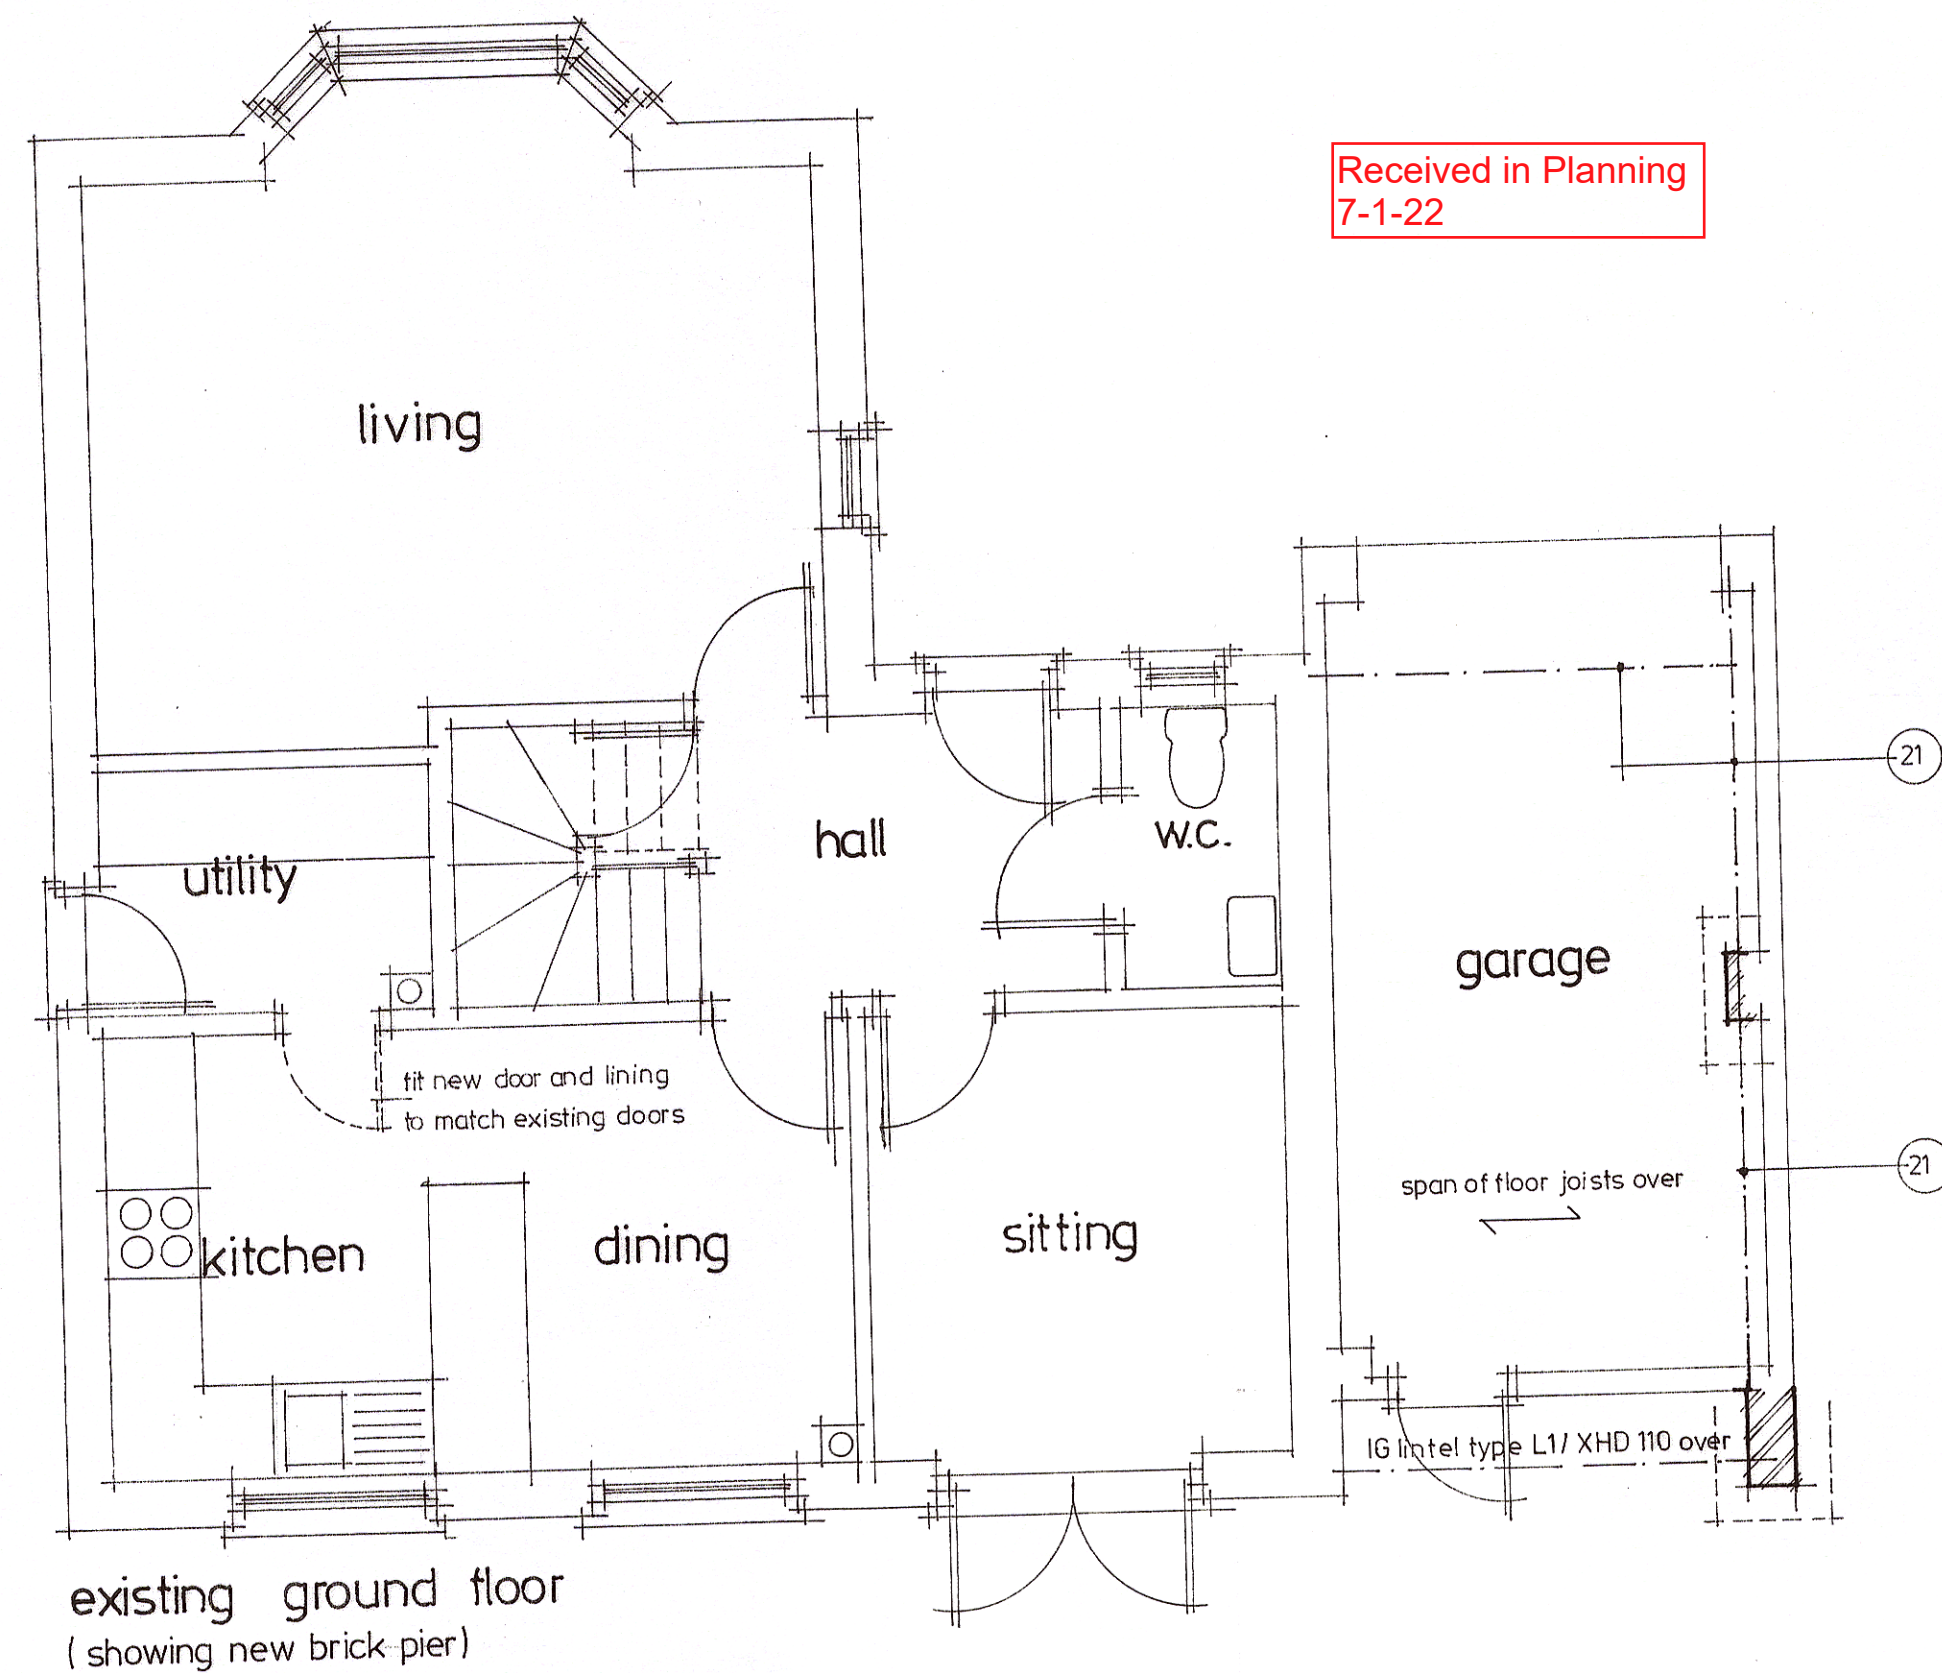 Received in Planning
7-1-22
living
21
hall
W.C.
utility
garage
fit new door and lining
to match existing doors
21
span of floor joists over
kitchen
dining
sitting
IG lintel type L1/ XHD 110 over
existing ground floor
(showing new brick pier)